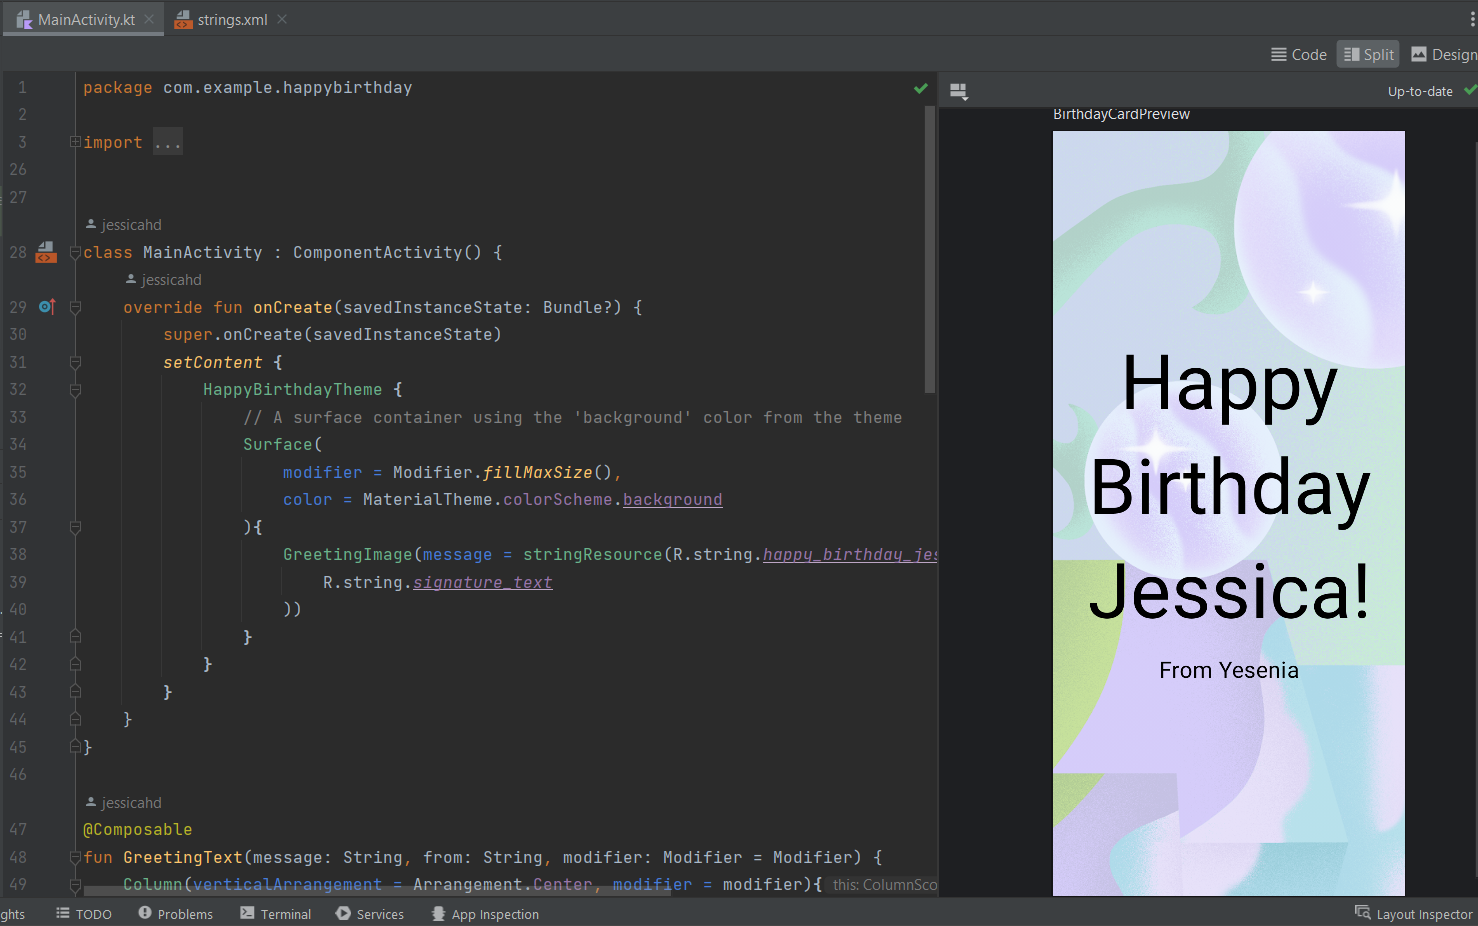 MainActivity.kt
strings.xml
Code
Split
Design
1 package com.example.happybirthday
Up-to-date
2
3 import ...
26
27
jessicahd
28 class MainActivity : ComponentActivity() {
jessicahd
29 override fun onCreate(savedInstanceState: Bundle?) {
30 super.onCreate(savedInstanceState)
31 setContent {
32 HappyBirthdayTheme {
33 // A surface container using the 'background' color from the theme
34 Surface(
35 modifier = Modifier.fillMaxSize(),
36 color = MaterialTheme.colorScheme.background
37 ){
38 GreetingImage(message = stringResource(R.string.happy_birthday_jes
39 R.string.signature_text
40 ))
41 }
42 }
43 }
44 }
45 }
46
jessicahd
47 @Composable
48 fun GreetingText(message: String, from: String, modifier: Modifier = Modifier) {
49 Column(verticalArrangement = Arrangement.Center, modifier = modifier){ this: ColumnSco
BirthdayCardPreview
Happy
Birthday
Jessica!
From Yesenia
ghts
TODO
Problems
Terminal
Services
App Inspection
Layout Inspector